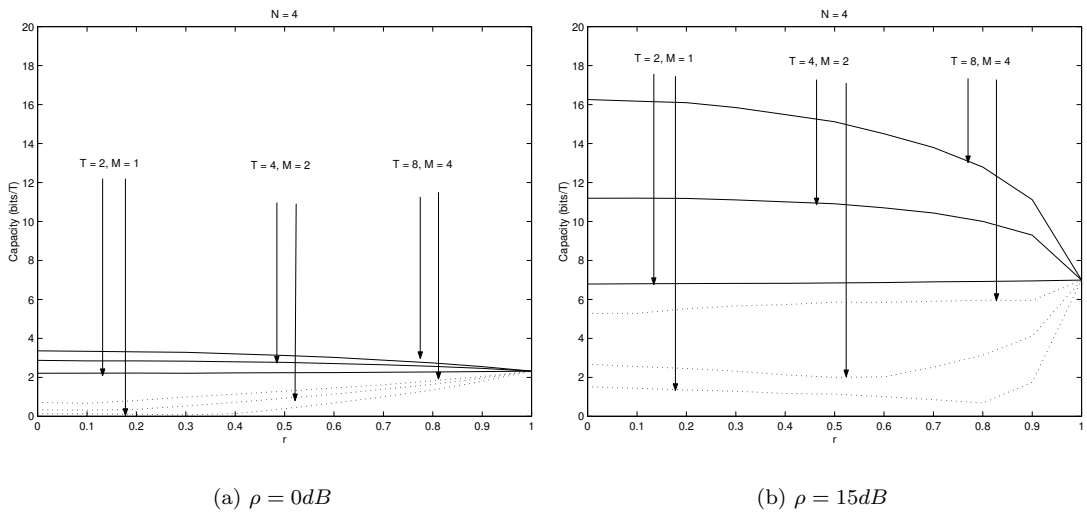 N = 4
20
18
16
14
12
10
8
6
4
2
0
Capacity (bits/T)
T = 2, M = 1
T = 4, M = 2
T = 8, M = 4
0 0.1 0.2 0.3 0.4 0.5 0.6 0.7 0.8 0.9 1
r
(a) ρ = 0dB
N = 4
20
18
16
14
12
10
8
6
4
2
0
Capacity (bits/T)
T = 2, M = 1
T = 4, M = 2
T = 8, M = 4
0 0.1 0.2 0.3 0.4 0.5 0.6 0.7 0.8 0.9 1
r
(b) ρ = 15dB